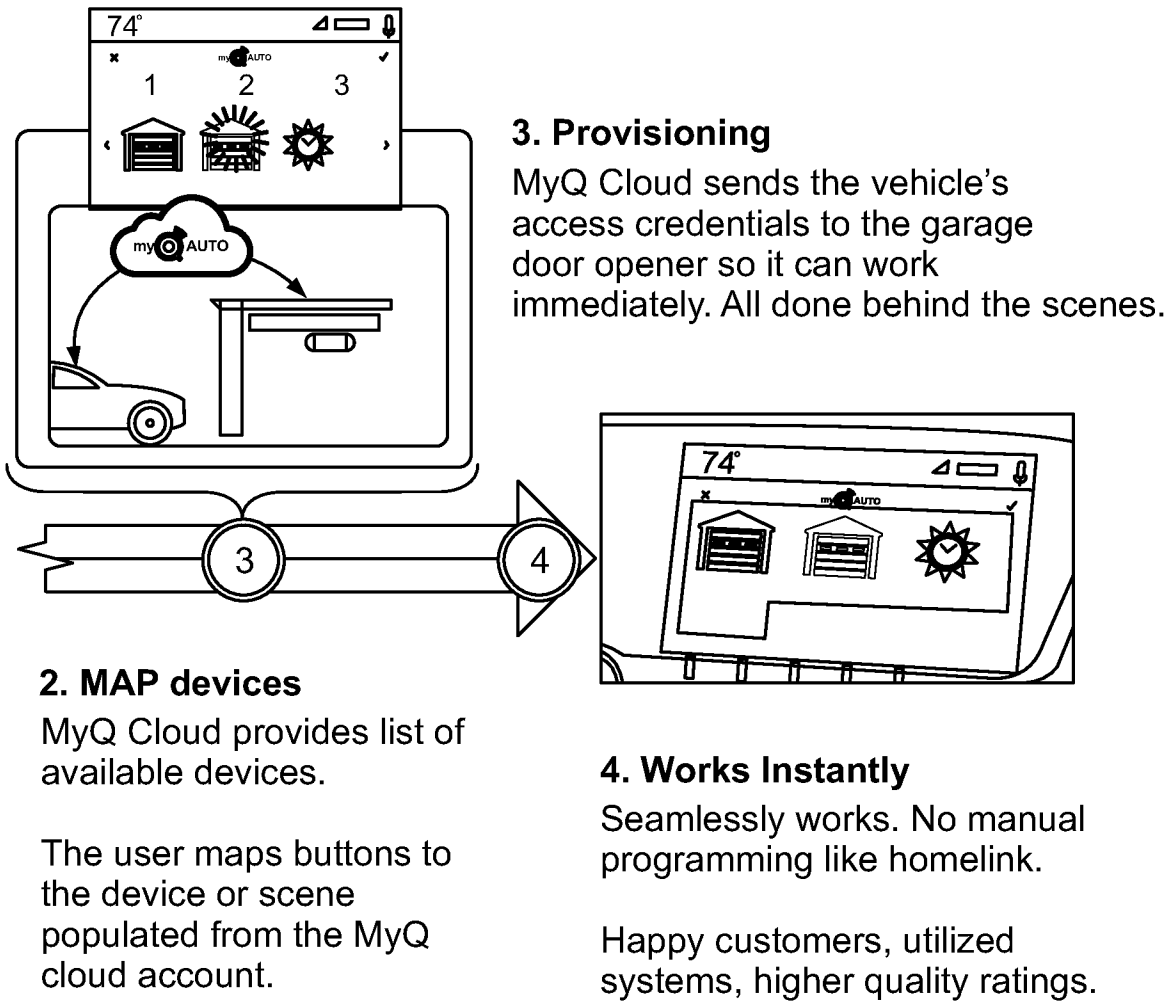 74°
my AUTO
1 2 3
my AUTO
3. Provisioning
MyQ Cloud sends the vehicle's
access credentials to the garage
door opener so it can work
immediately. All done behind the scenes.
3
4
74°
my AUTO
2. MAP devices
MyQ Cloud provides list of
available devices.
The user maps buttons to
the device or scene
populated from the MyQ
cloud account.
4. Works Instantly
Seamlessly works. No manual
programming like homelink.
Happy customers, utilized
systems, higher quality ratings.